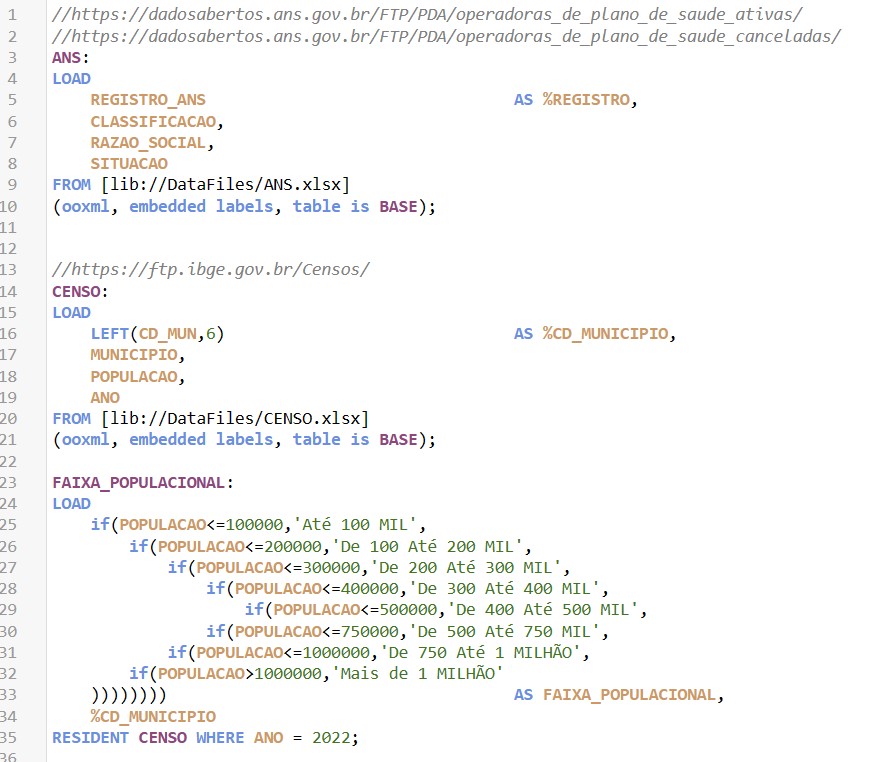 1 //https://dadosabertos.ans.gov.br/FTP/PDA/operadoras_de_plano_de_saude_ativas/
2 //https://dadosabertos.ans.gov.br/FTP/PDA/operadoras_de_plano_de_saude_canceladas/
3 ANS:
4 LOAD
5 REGISTRO_ANS AS %REGISTRO,
6 CLASSIFICACAO,
7 RAZAO_SOCIAL,
8 SITUACAO
9 FROM [lib://DataFiles/ANS.xlsx]
10 (ooxml, embedded labels, table is BASE);
11
12
13 //https://ftp.ibge.gov.br/Censos/
14 CENSO:
15 LOAD
16 LEFT(CD_MUN,6) AS %CD_MUNICIPIO,
17 MUNICIPIO,
18 POPULACAO,
19 ANO
20 FROM [lib://DataFiles/CENSO.xlsx]
21 (ooxml, embedded labels, table is BASE);
22
23 FAIXA_POPULACIONAL:
24 LOAD
25 if(POPULACAO<=100000,'Até 100 MIL',
26 if(POPULACAO<=200000,'De 100 Até 200 MIL',
27 if(POPULACAO<=300000,'De 200 Até 300 MIL',
28 if(POPULACAO<=400000,'De 300 Até 400 MIL',
29 if(POPULACAO<=500000,'De 400 Até 500 MIL',
30 if(POPULACAO<=750000,'De 500 Até 750 MIL',
31 if(POPULACAO<=1000000,'De 750 Até 1 MILHÃO',
32 if(POPULACAO>1000000,'Mais de 1 MILHÃO'
33 )))))))) AS FAIXA_POPULACIONAL,
34 %CD_MUNICIPIO
35 RESIDENT CENSO WHERE ANO = 2022;
36